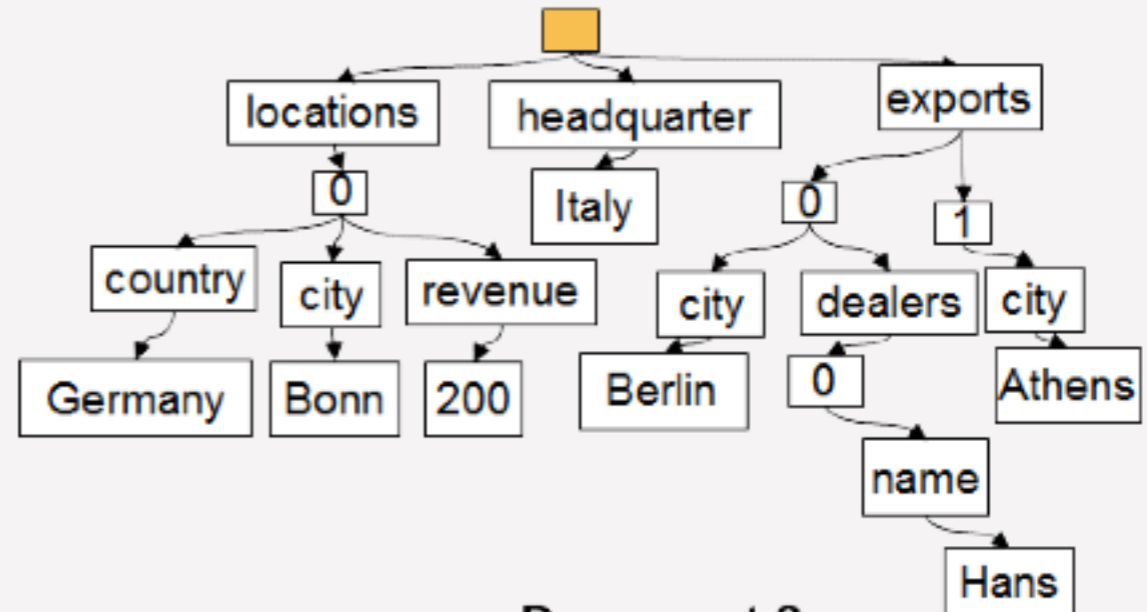 locations
headquarter
exports
0
Italy
0
1
country
city
revenue
city
dealers
city
Germany
Bonn
200
Berlin
0
Athens
name
Hans